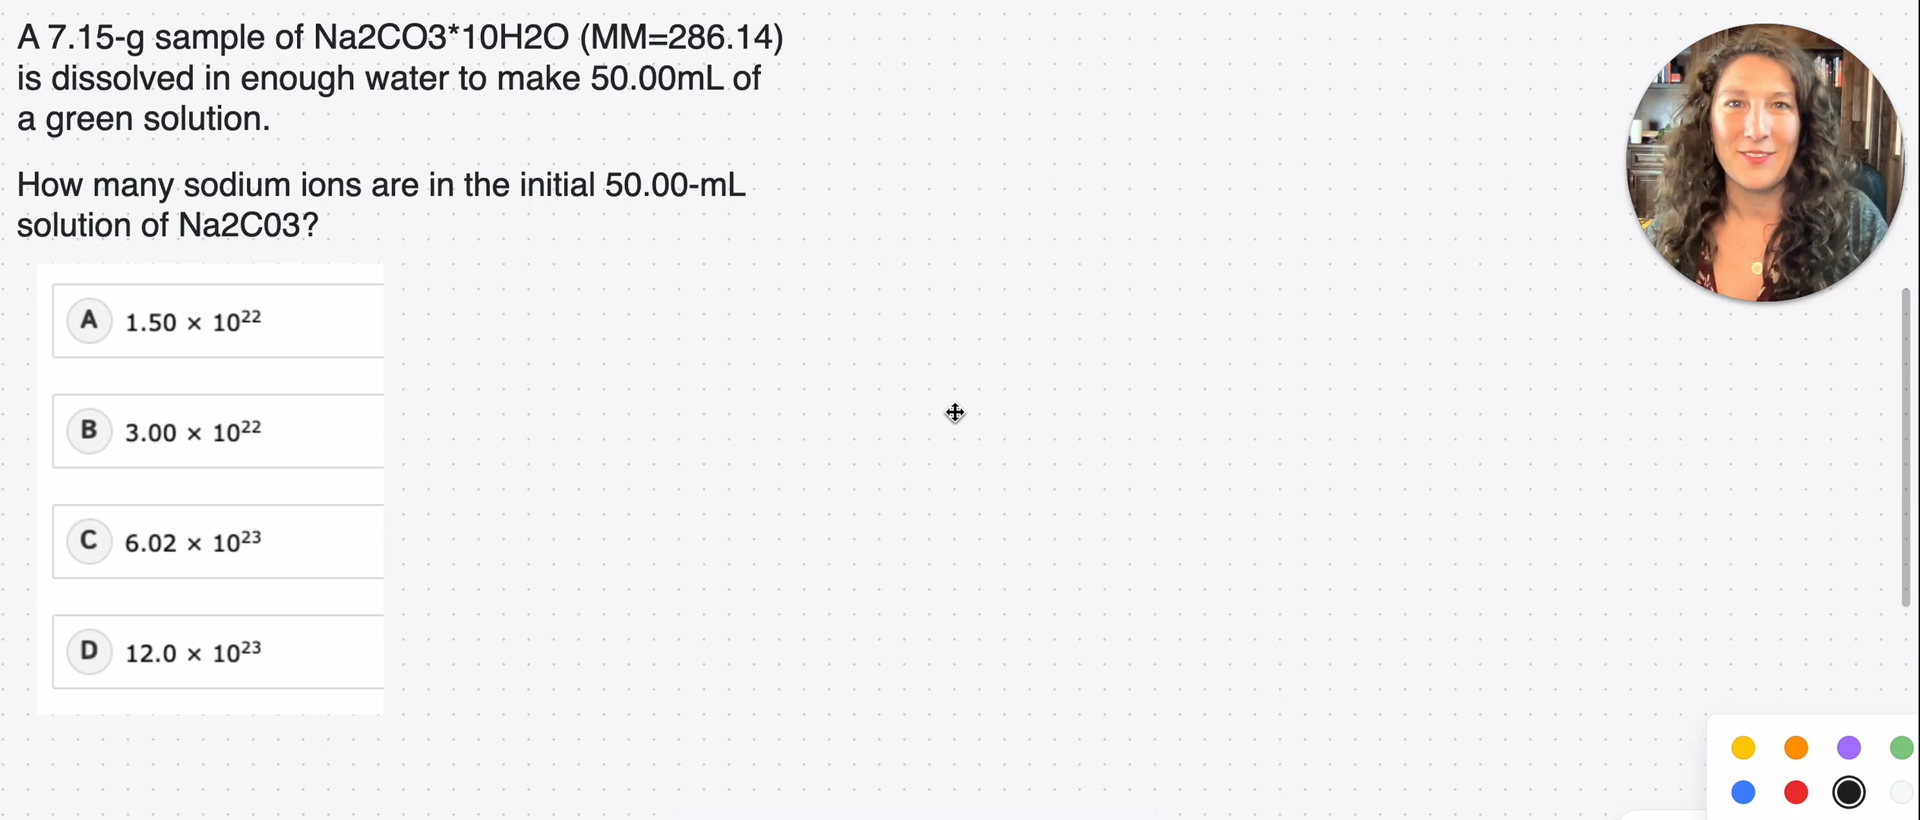 A 7.15-g sample of Na2CO3*10H2O (MM=286.14)
is dissolved in enough water to make 50.00mL of
a green solution.
How many sodium ions are in the initial 50.00-mL
solution of Na2C03?
A 1.50 × 10²²
B 3.00 × 10²²
C 6.02 × 10²³
D 12.0 × 10²³